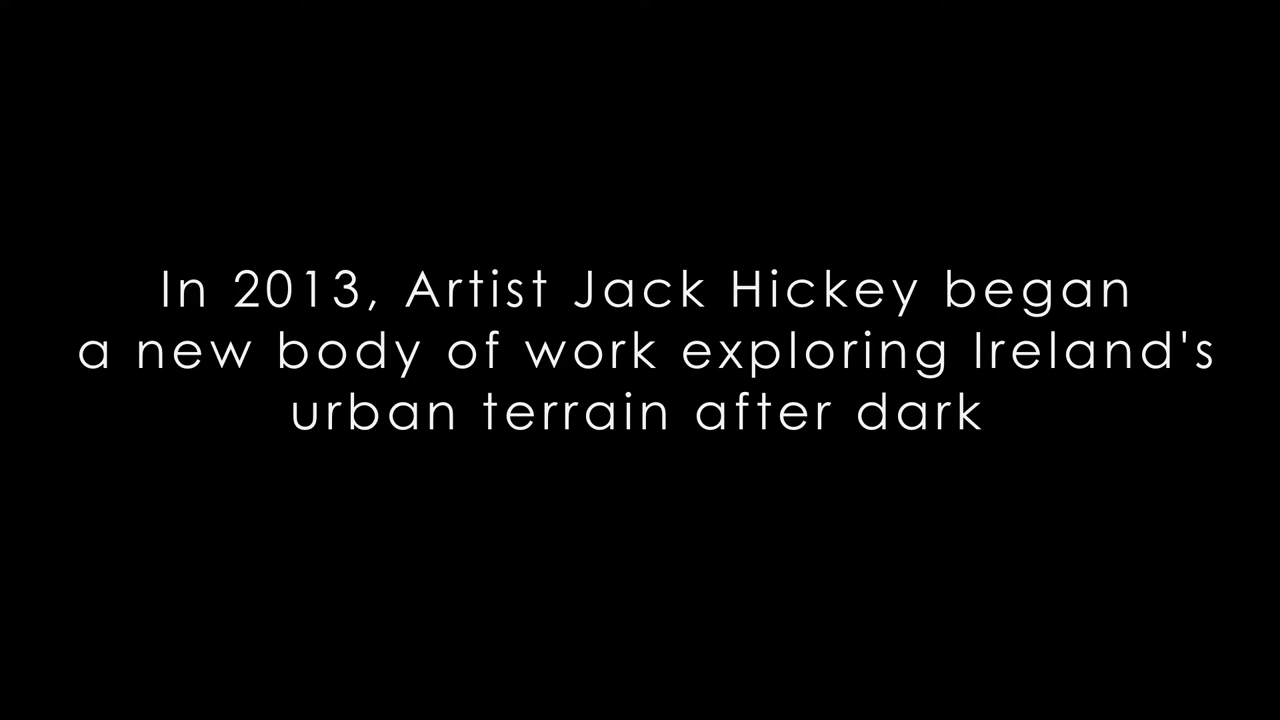 In 2013, Artist Jack Hickey began
a new body of work exploring Ireland's
urban terrain after dark